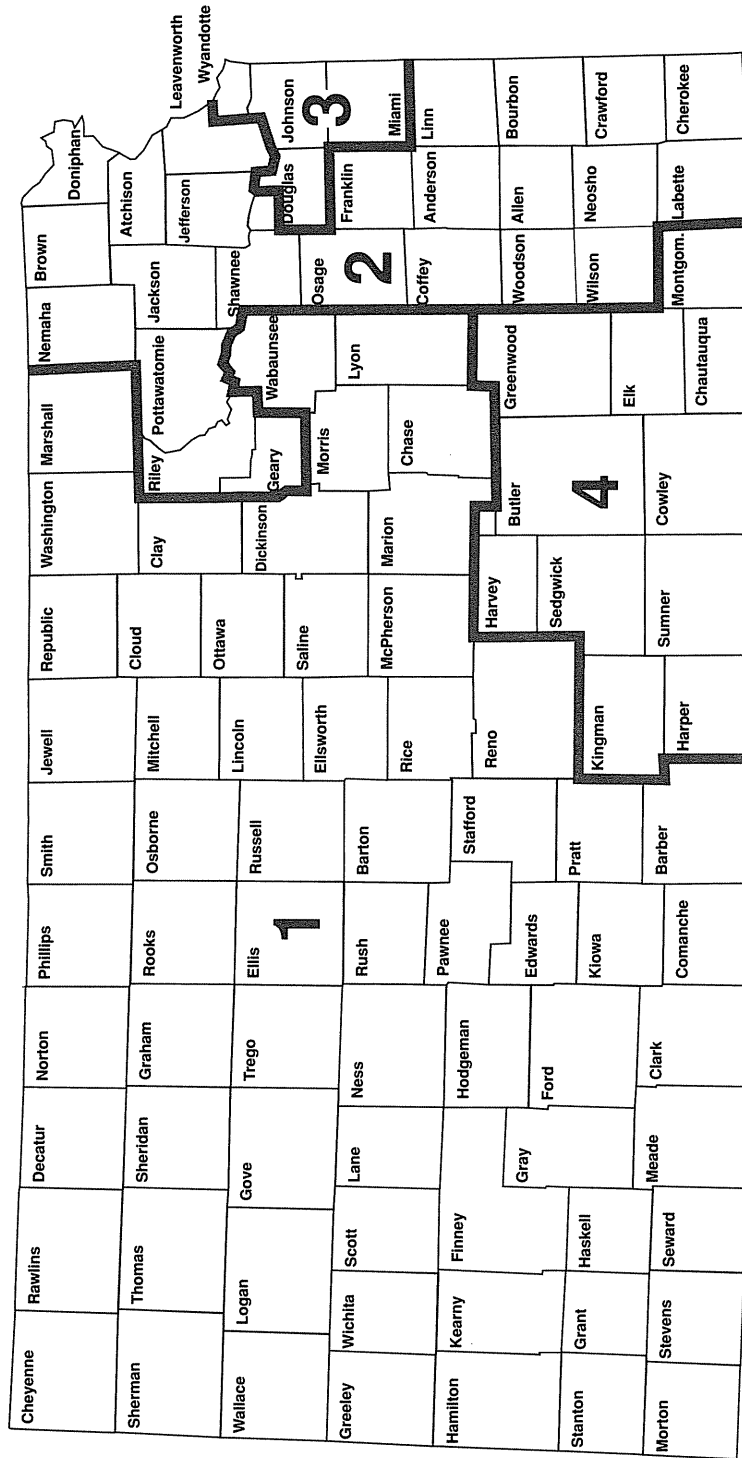 Cheyenne
Rawlins
Decatur
Norton
Phillips
Smith
Jewell
Republic
Washington
Marshall
Nemaha
Brown
Doniphan
Sherman
Thomas
Sheridan
Graham
Rooks
Osborne
Mitchell
Cloud
Clay
Riley
Pottawatomie
Jackson
Atchison
Jefferson
Leavenworth
Wyandotte
Wallace
Logan
Gove
Trego
Ellis
Russell
Lincoln
Ottawa
Dickinson
Geary
Wabaunsee
Shawnee
Douglas
Johnson
1
Ellsworth
Saline
Morris
Osage
Franklin
Miami
3
2
Greeley
Wichita
Scott
Lane
Ness
Rush
Barton
Rice
McPherson
Marion
Chase
Lyon
Coffey
Anderson
Linn
Hamilton
Kearny
Finney
Hodgeman
Pawnee
Stafford
Reno
Harvey
Butler
Greenwood
Woodson
Allen
Bourbon
Gray
Ford
Edwards
Pratt
Kingman
Sedgwick
4
Elk
Wilson
Neosho
Crawford
Stanton
Grant
Haskell
Kiowa
Morton
Stevens
Seward
Meade
Clark
Comanche
Barber
Harper
Sumner
Cowley
Chautauqua
Montgom.
Labette
Cherokee